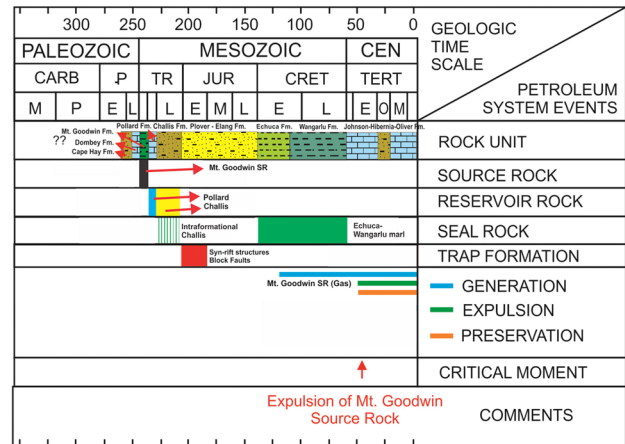 300 250 200 150 100 50 0
GEOLOGIC
TIME
SCALE
PETROLEUM
SYSTEM EVENTS
PALEOZOIC MESOZOIC CEN
CARB P TR JUR CRET TERT
M P E L L E M L E L E O M
Pollard Fm. Challis Fm. Plover - Elang Fm. Echuca Fm. Wangarlu Fm. Johnson-Hibernia-Oliver Fm.
Mt. Goodwin Fm.
??
Dombey Fm.
Cape Hay Fm.
ROCK UNIT
Mt. Goodwin SR
SOURCE ROCK
Pollard
Challis
RESERVOIR ROCK
Intraformational
Challis
Echuca-
Wangarlu marl
SEAL ROCK
Syn-rift structures
Block Faults
TRAP FORMATION
Mt. Goodwin SR (Gas)
GENERATION
EXPULSION
PRESERVATION
CRITICAL MOMENT
Expulsion of Mt. Goodwin
Source Rock
COMMENTS